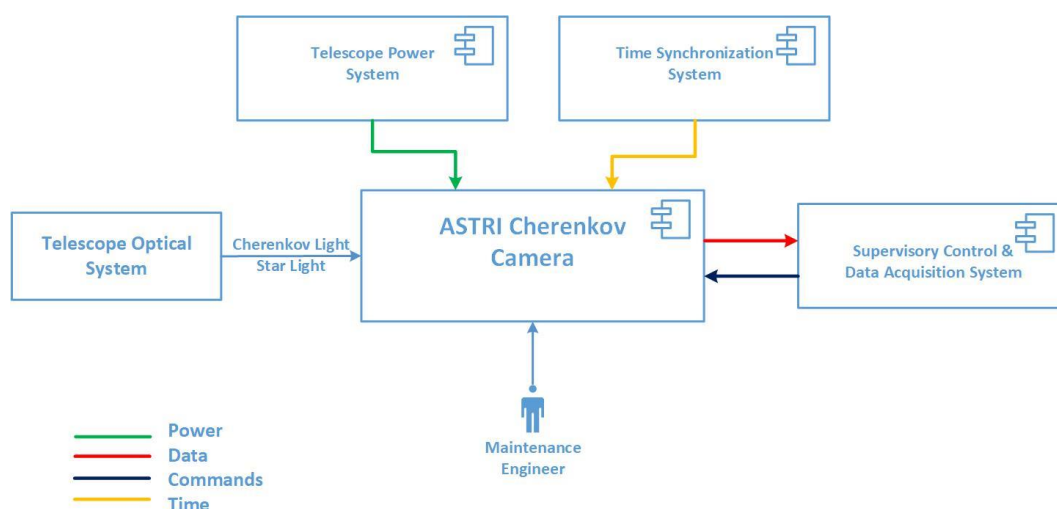 Telescope Power
System
Time Synchronization
System
Telescope Optical
System
Cherenkov Light
Star Light
ASTRI Cherenkov
Camera
Supervisory Control &
Data Acquisition System
Maintenance
Engineer
Power
Data
Commands
Time